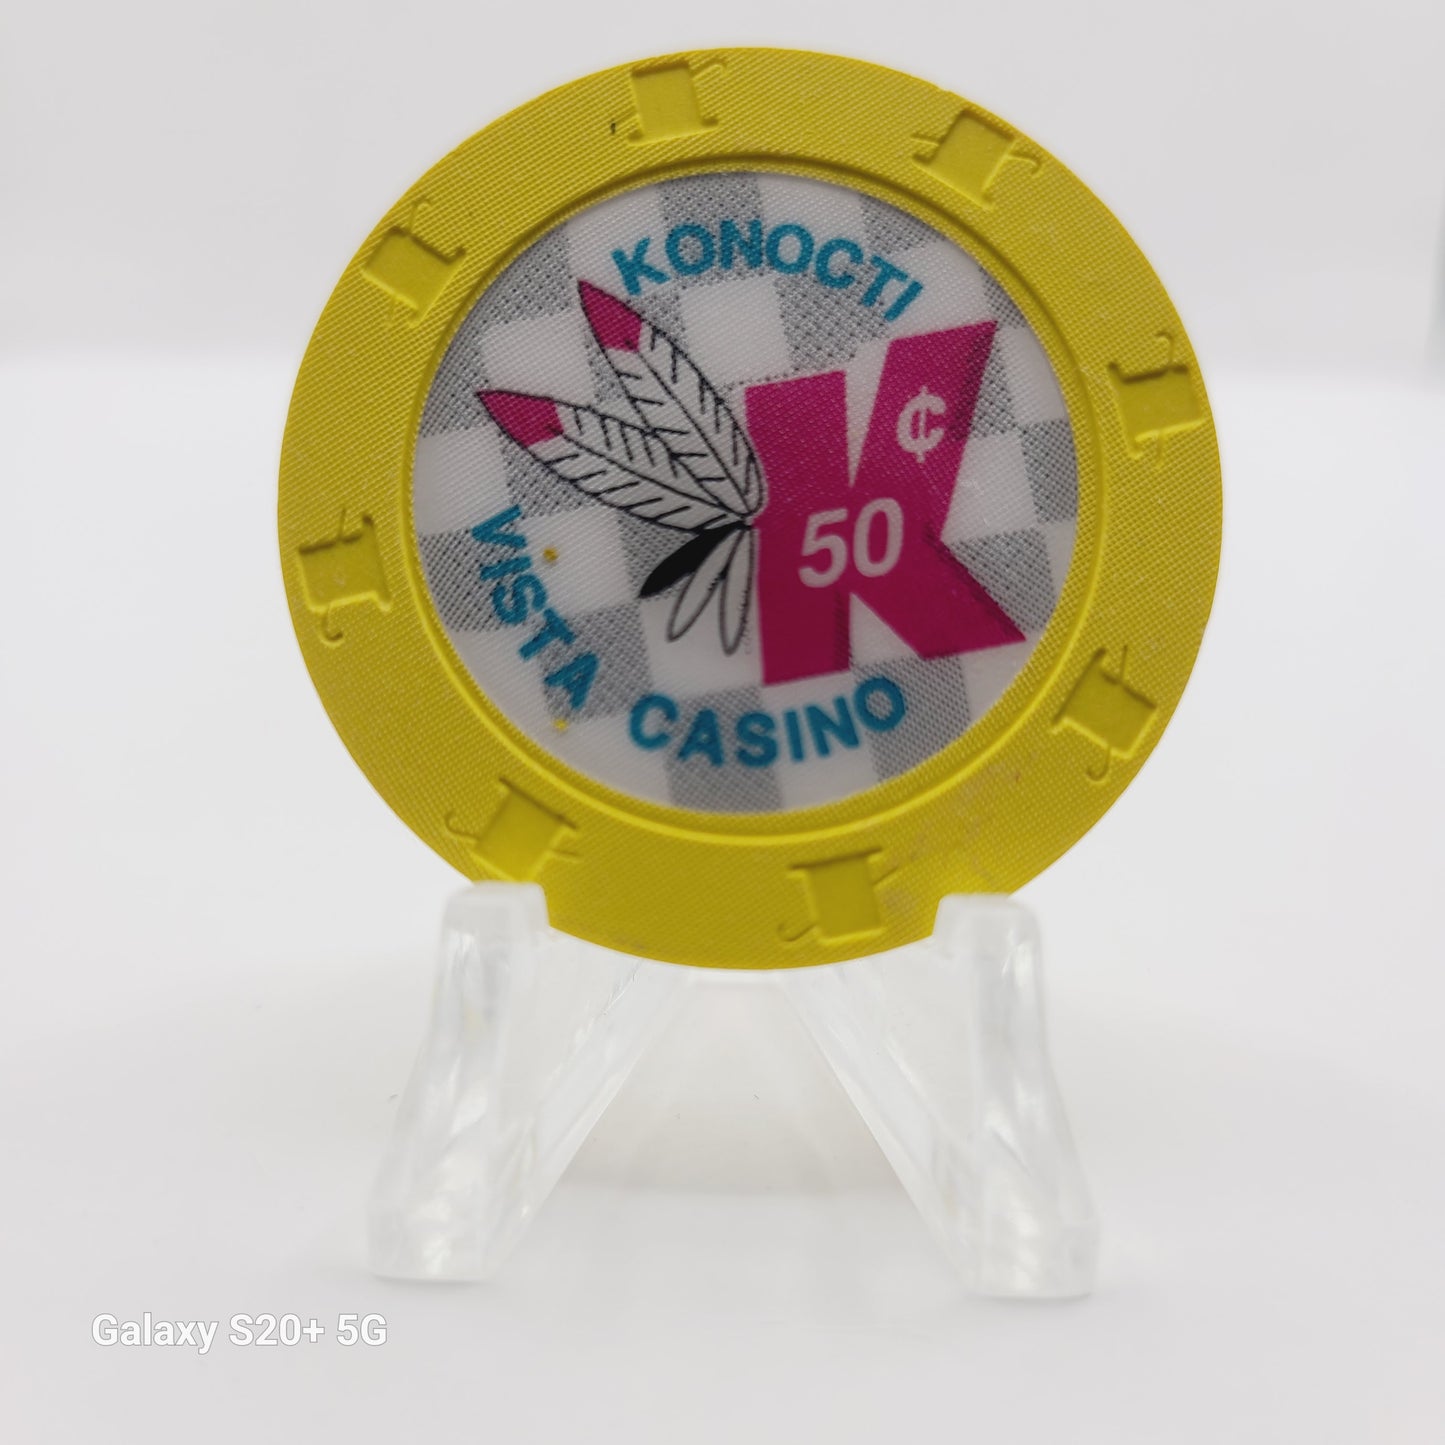 KONOCTI
¢
50
VISTA CASINO
Galaxy S20+ 5G